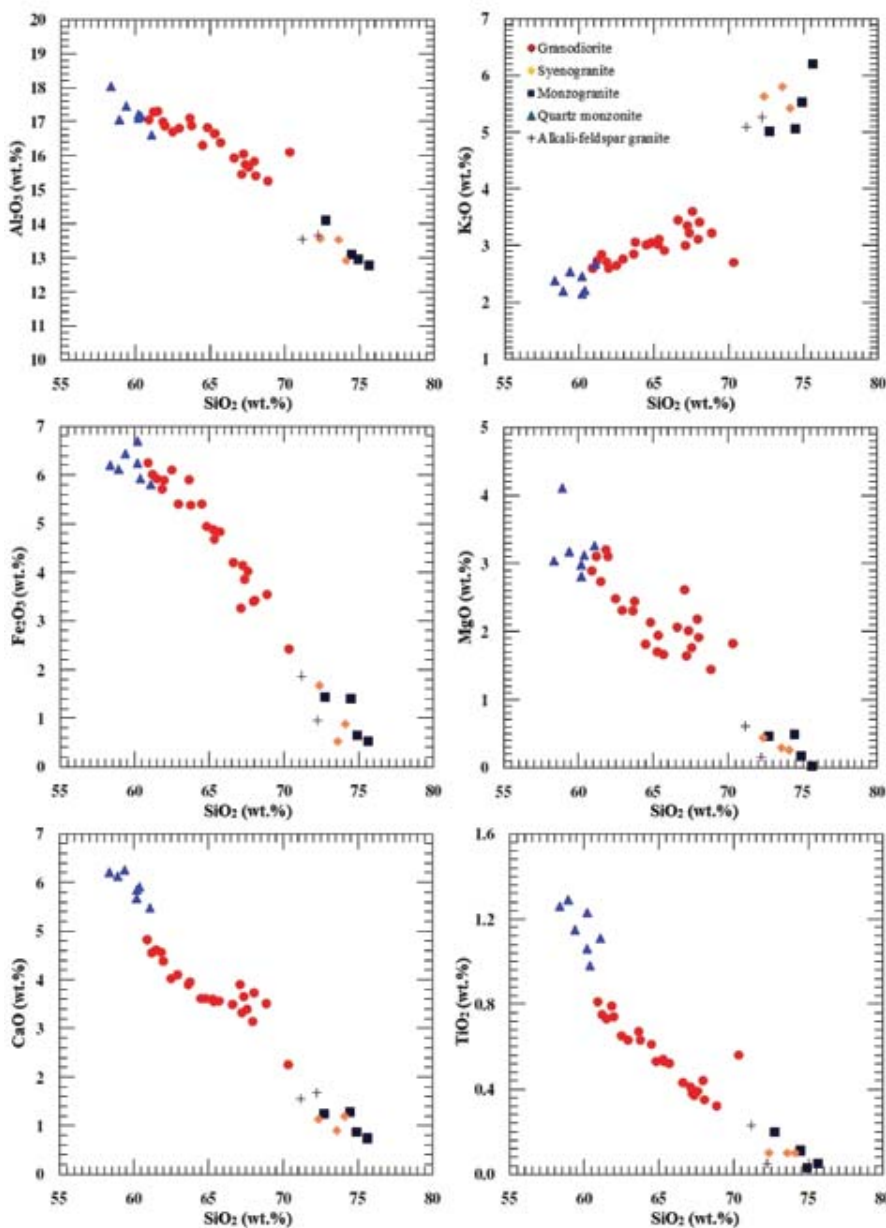 20
19
18
17
16
15
14
13
12
11
10
Al₂O₃ (wt.%)
55 60 65 70 75 80
SiO₂ (wt.%)
7
6
5
4
3
2
1
K₂O (wt.%)
Granodiorite
Syenogranite
Monzogranite
Quartz monzonite
Alkali-feldspar granite
55 60 65 70 75 80
SiO₂ (wt.%)
7
6
5
4
3
2
1
0
Fe₂O₃ (wt.%)
55 60 65 70 75 80
SiO₂ (wt.%)
5
4
3
2
1
0
MgO (wt.%)
55 60 65 70 75 80
SiO₂ (wt.%)
7
6
5
4
3
2
1
0
CaO (wt.%)
55 60 65 70 75 80
SiO₂ (wt.%)
1.6
1.2
0.8
0.4
0.0
TiO₂ (wt.%)
55 60 65 70 75 80
SiO₂ (wt.%)